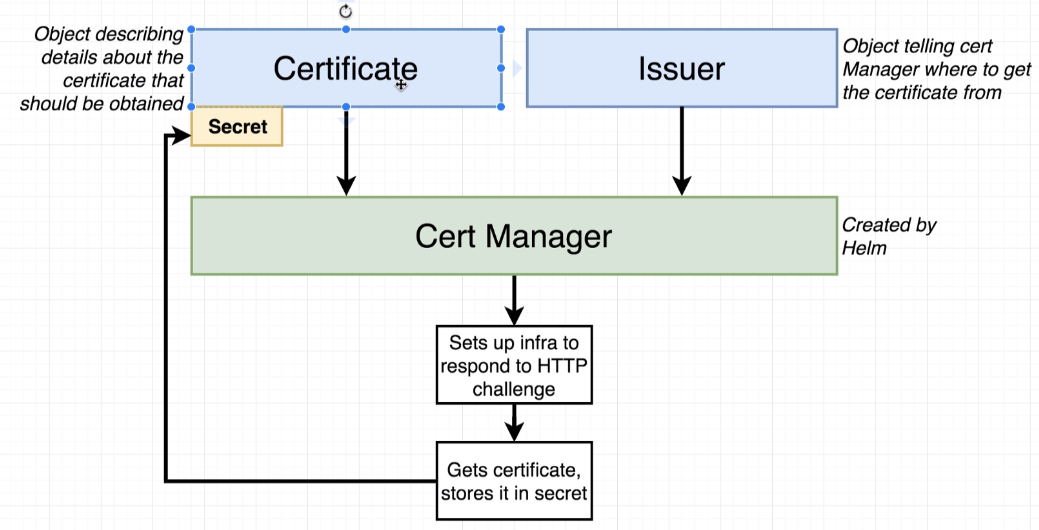 Object describing
details about the
certificate that
should be obtained
Certificate
Issuer
Object telling cert
Manager where to get
the certificate from
Secret
Cert Manager
Created by
Helm
Sets up infra to
respond to HTTP
challenge
Gets certificate,
stores it in secret